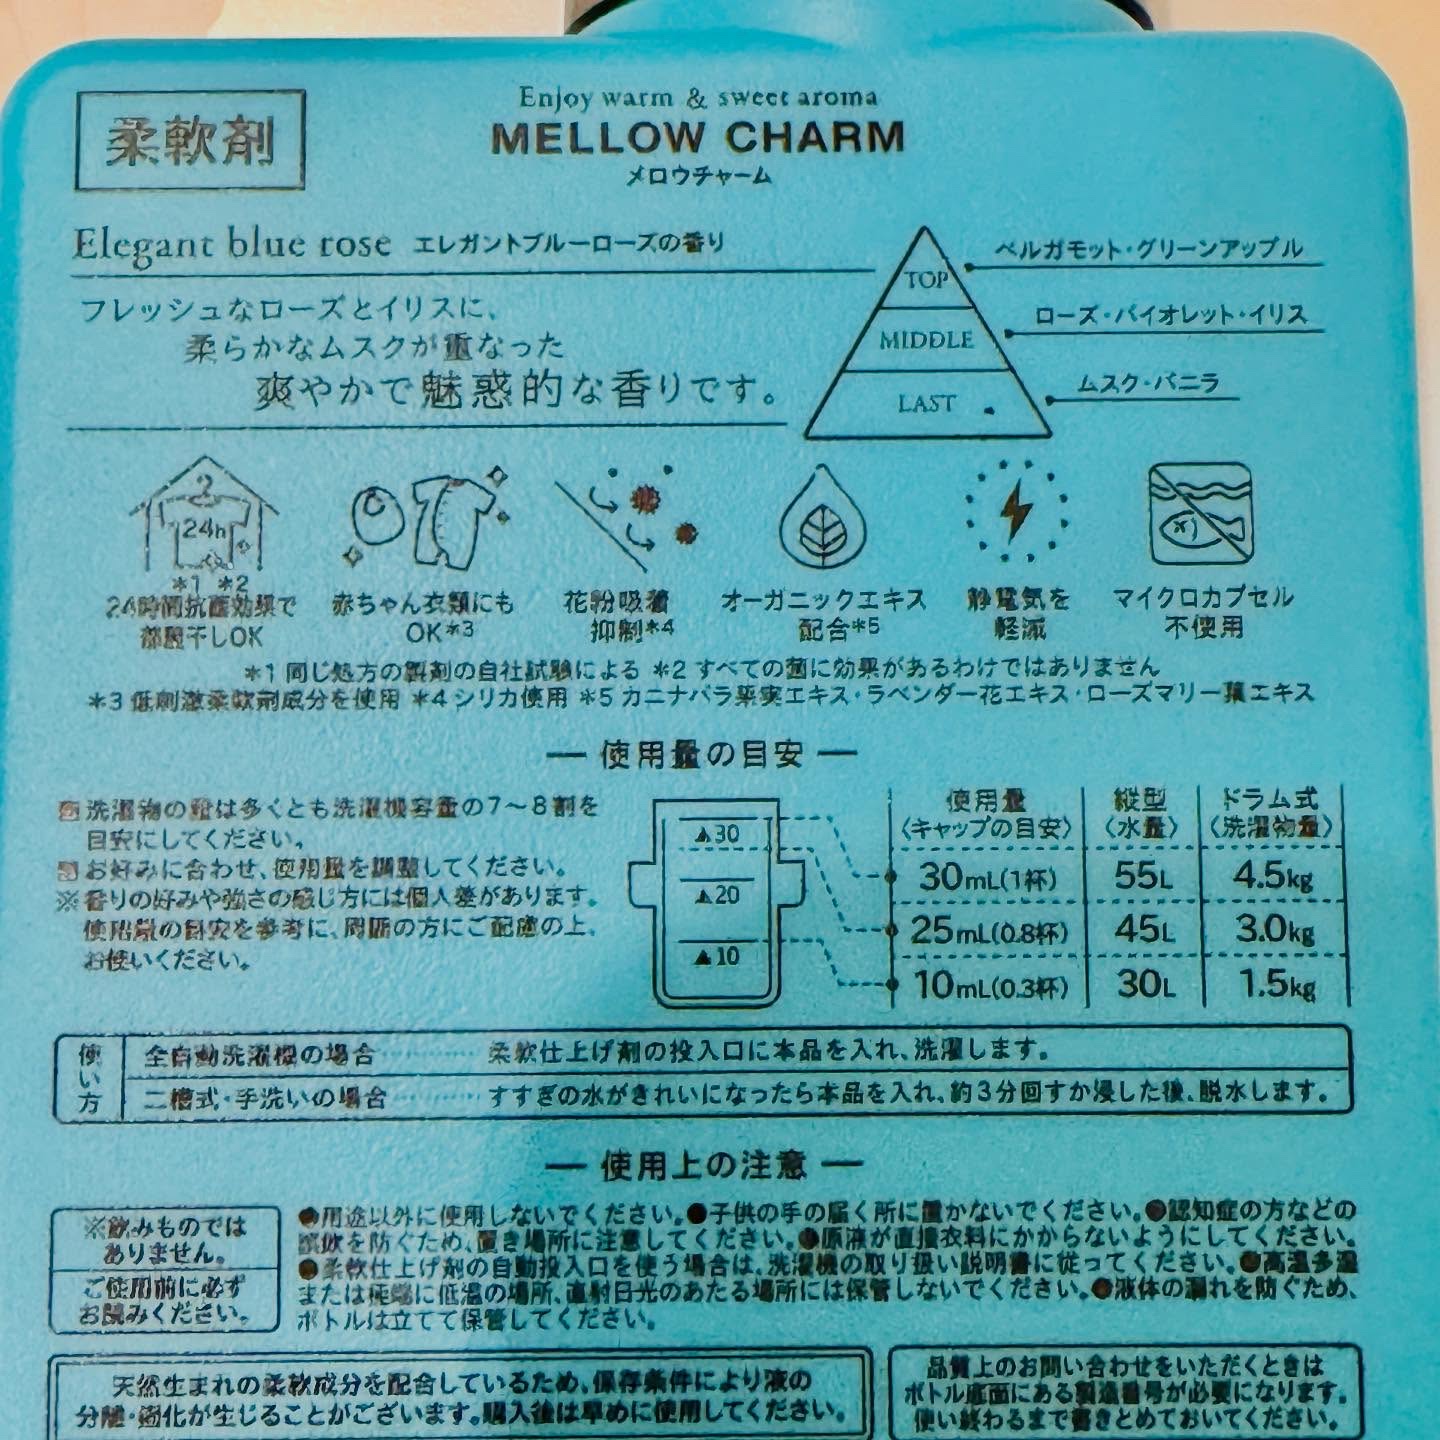 柔軟剤
Enjoy warm & sweet aroma
MELLOW CHARM
メロウチャーム
Elegant blue rose エレガントブルーローズの香り
フレッシュなローズとイリスに、
柔らかなムスクが重なった
爽やかで魅惑的な香りです。
TOP ベルガモット・グリーンアップル
MIDDLE ローズ・バイオレット・イリス
LAST ムスク・バニラ
24h
*1 *2
24時間抗菌効果で
部屋干しOK
赤ちゃん衣類にも
OK*3
花粉吸着
抑制*4
オーガニックエキス
配合*5
静電気を
軽減
マイクロカプセル
不使用
*1 同じ処方の製剤の自社試験による *2 すべての菌に効果があるわけではありません
*3 低刺激柔軟剤成分を使用 *4 シリカ使用 *5 カニナバラ果実エキス・ラベンダー花エキス・ローズマリー葉エキス
― 使用量の目安 ―
洗濯物の量は多くとも洗濯機容量の7〜8割を
目安にしてください。
お好みに合わせ、使用量を調整してください。
※香りの好みや強さの感じ方には個人差があります。
使用量の目安を参考に、周囲の方にご配慮の上、
お使いください。
▲30
▲20
▲10
使用量 縦型 ドラム式
〈キャップの目安〉 〈水量〉 〈洗濯物量〉
30mL(1杯) 55L 4.5kg
25mL(0.8杯) 45L 3.0kg
10mL(0.3杯) 30L 1.5kg
使い方
全自動洗濯機の場合 ………… 柔軟仕上げ剤の投入口に本品を入れ、洗濯します。
二槽式・手洗いの場合 ………… すすぎの水がきれいになったら本品を入れ、約3分回すか浸した後、脱水します。
― 使用上の注意 ―
※飲みものでは
ありません。
ご使用前に必ず
お読みください。
●用途以外に使用しないでください。●子供の手の届く所に置かないでください。●認知症の方などの
誤飲を防ぐため、置き場所に注意してください。●原液が直接衣料にかからないようにしてください。
●柔軟仕上げ剤の自動投入口を使う場合は、洗濯機の取り扱い説明書に従ってください。●高温多湿
または極端に低温の場所、直射日光のあたる場所には保管しないでください。●液体の漏れを防ぐため、
ボトルは立てて保管してください。
天然生まれの柔軟成分を配合しているため、保存条件により液の
分離・固化が生じることがございます。購入後は早めに使用してください。
品質上のお問い合わせをいただくときは
ボトル底面にある製造番号が必要になります。
使い終わるまで書きとめておいてください。